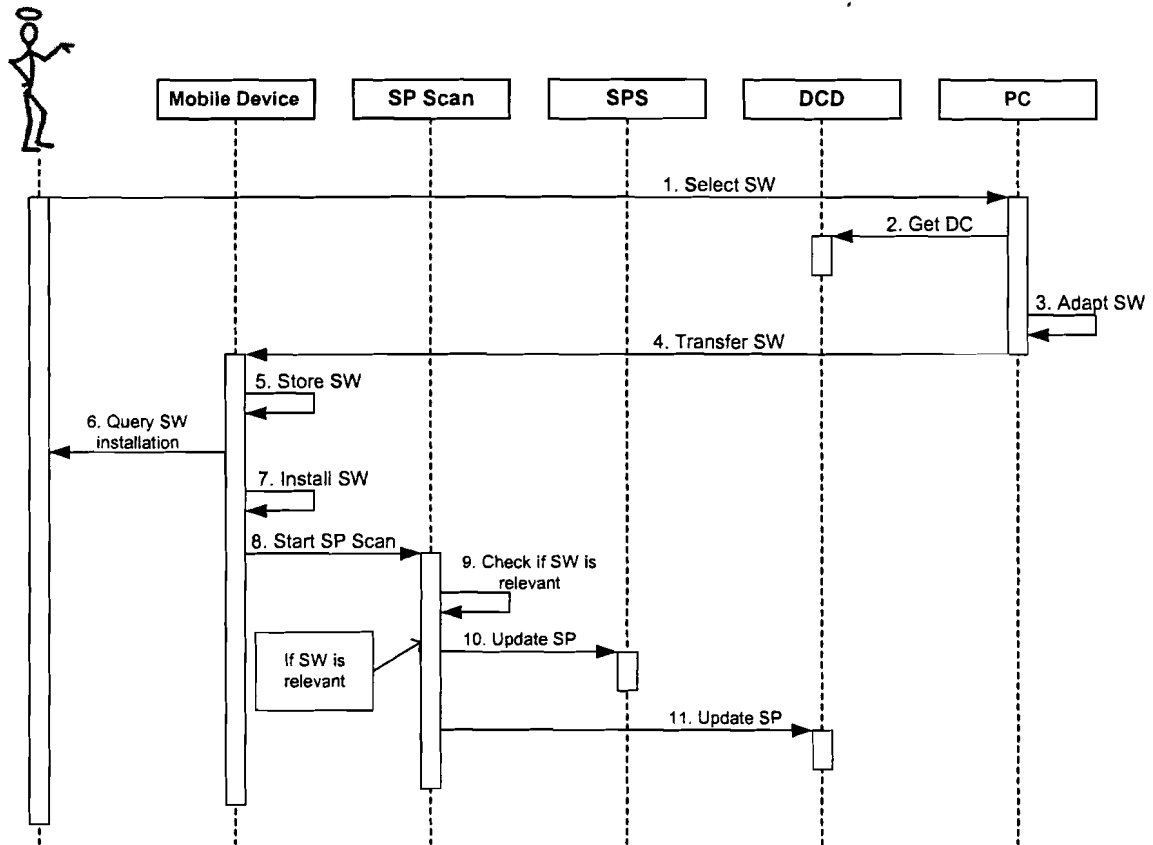 Mobile Device
SP Scan
SPS
DCD
PC
1. Select SW
2. Get DC
3. Adapt SW
4. Transfer SW
5. Store SW
6. Query SW
installation
7. Install SW
8. Start SP Scan
9. Check if SW is
relevant
If SW is
relevant
10. Update SP
11. Update SP